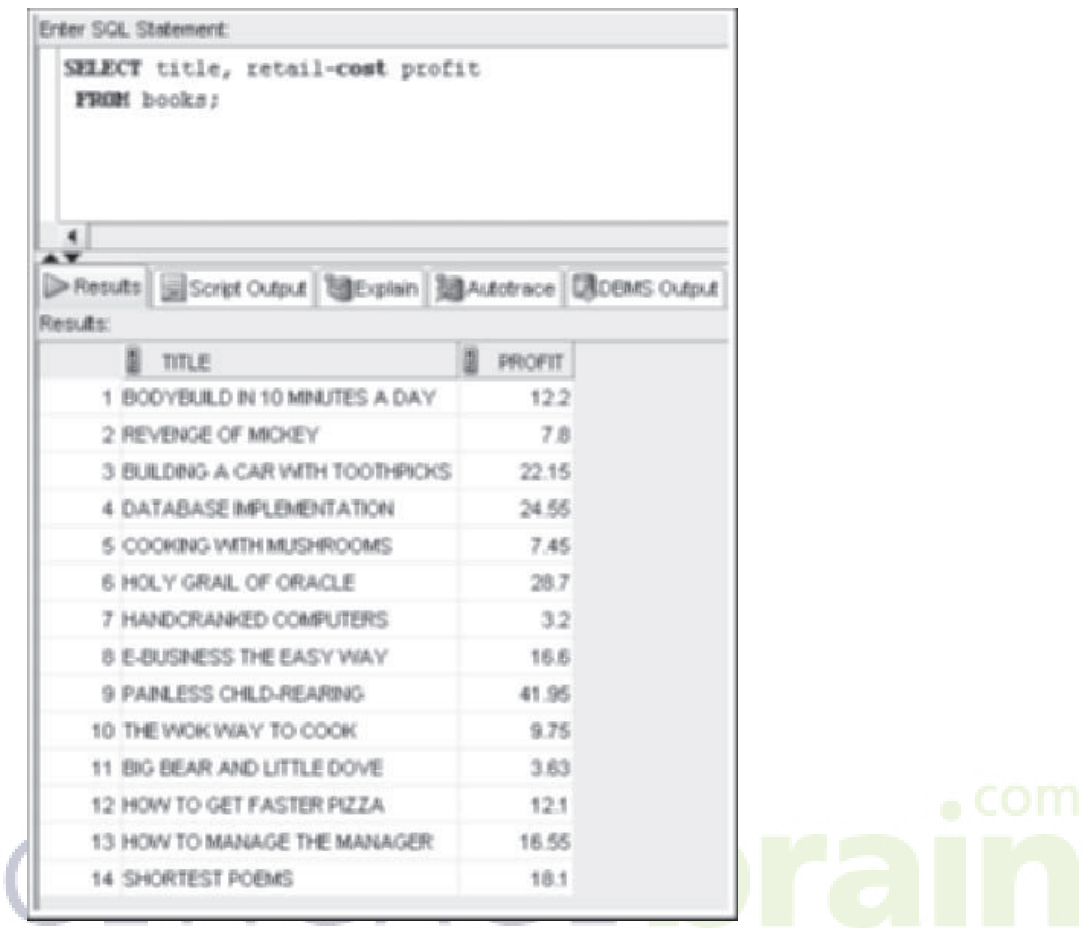 Enter SQL Statement:
SELECT title, retail-cost profit
FROM books;
Results Script Output Explain Autotrace DBMS Output
Results:
TITLE PROFIT
1 BODYBUILD IN 10 MINUTES A DAY 12.2
2 REVENGE OF MICKEY 7.8
3 BUILDING A CAR WITH TOOTHPICKS 22.15
4 DATABASE IMPLEMENTATION 24.55
5 COOKING WITH MUSHROOMS 7.45
6 HOLY GRAIL OF ORACLE 28.7
7 HANDCRANKED COMPUTERS 3.2
8 E-BUSINESS THE EASY WAY 16.6
9 PAINLESS CHILD-REARING 41.95
10 THE WOK WAY TO COOK 9.75
11 BIG BEAR AND LITTLE DOVE 3.63
12 HOW TO GET FASTER PIZZA 12.1
13 HOW TO MANAGE THE MANAGER 16.55
14 SHORTEST POEMS 18.1
.com
brain